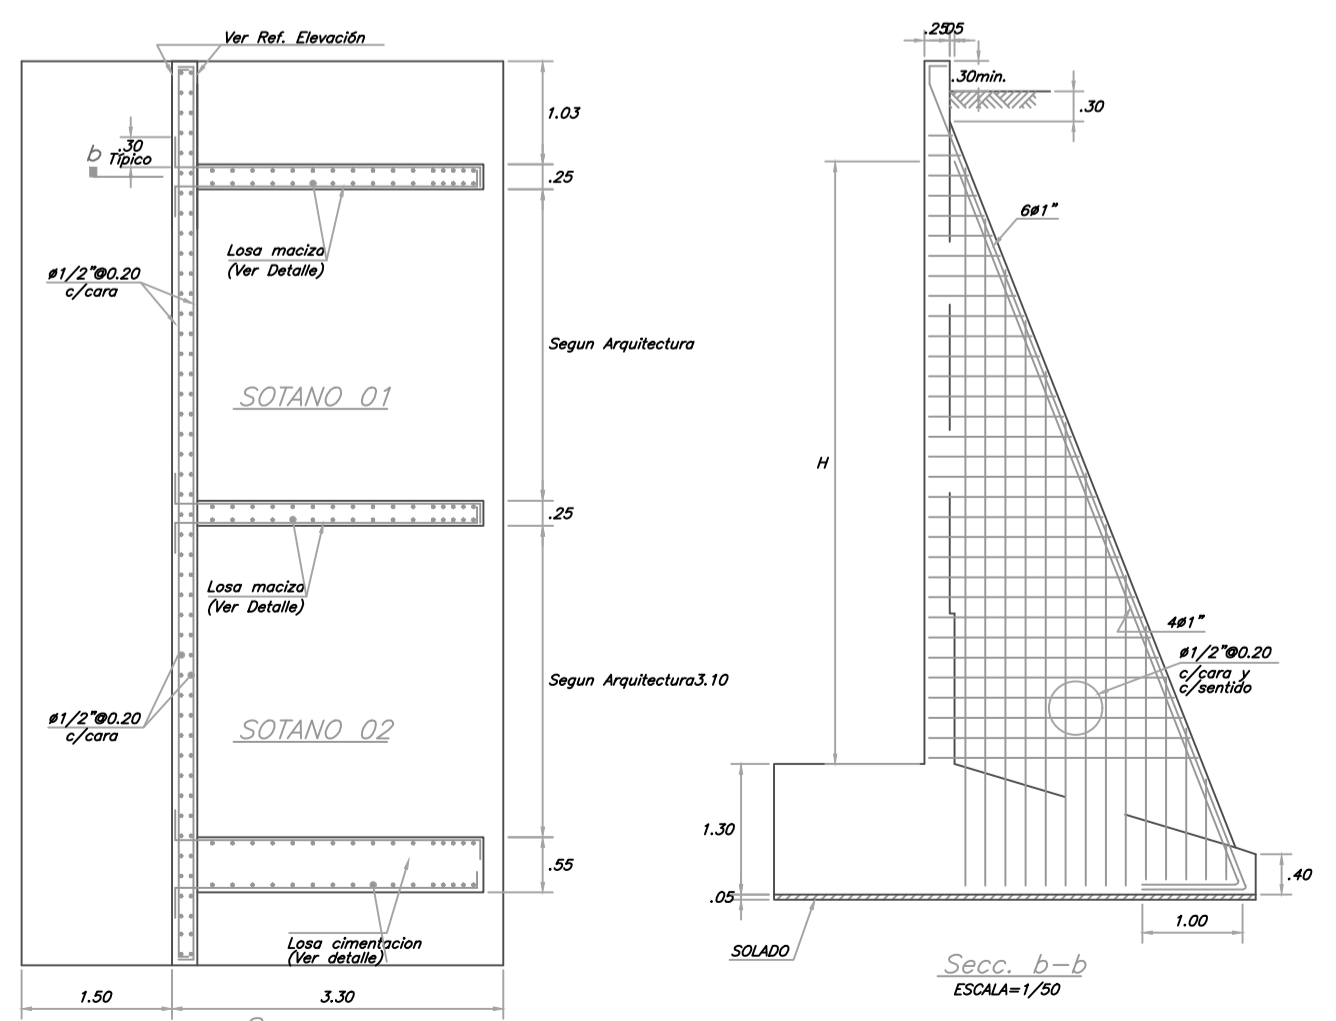 Ver Ref. Elevación
1.03
.30
Típico
b
.25
Losa maciza
(Ver Detalle)
ø1/2"@0.20
c/cara
Segun Arquitectura
SOTANO 01
.25
Losa maciza
(Ver Detalle)
Segun Arquitectura3.10
ø1/2"@0.20
c/cara
SOTANO 02
.55
Losa cimentacion
(Ver detalle)
1.50
3.30
.25
.05
.30min.
.30
6ø1"
H
4ø1"
ø1/2"@0.20
c/cara y
c/sentido
1.30
.05
.40
1.00
SOLADO
Secc. b-b
ESCALA=1/50